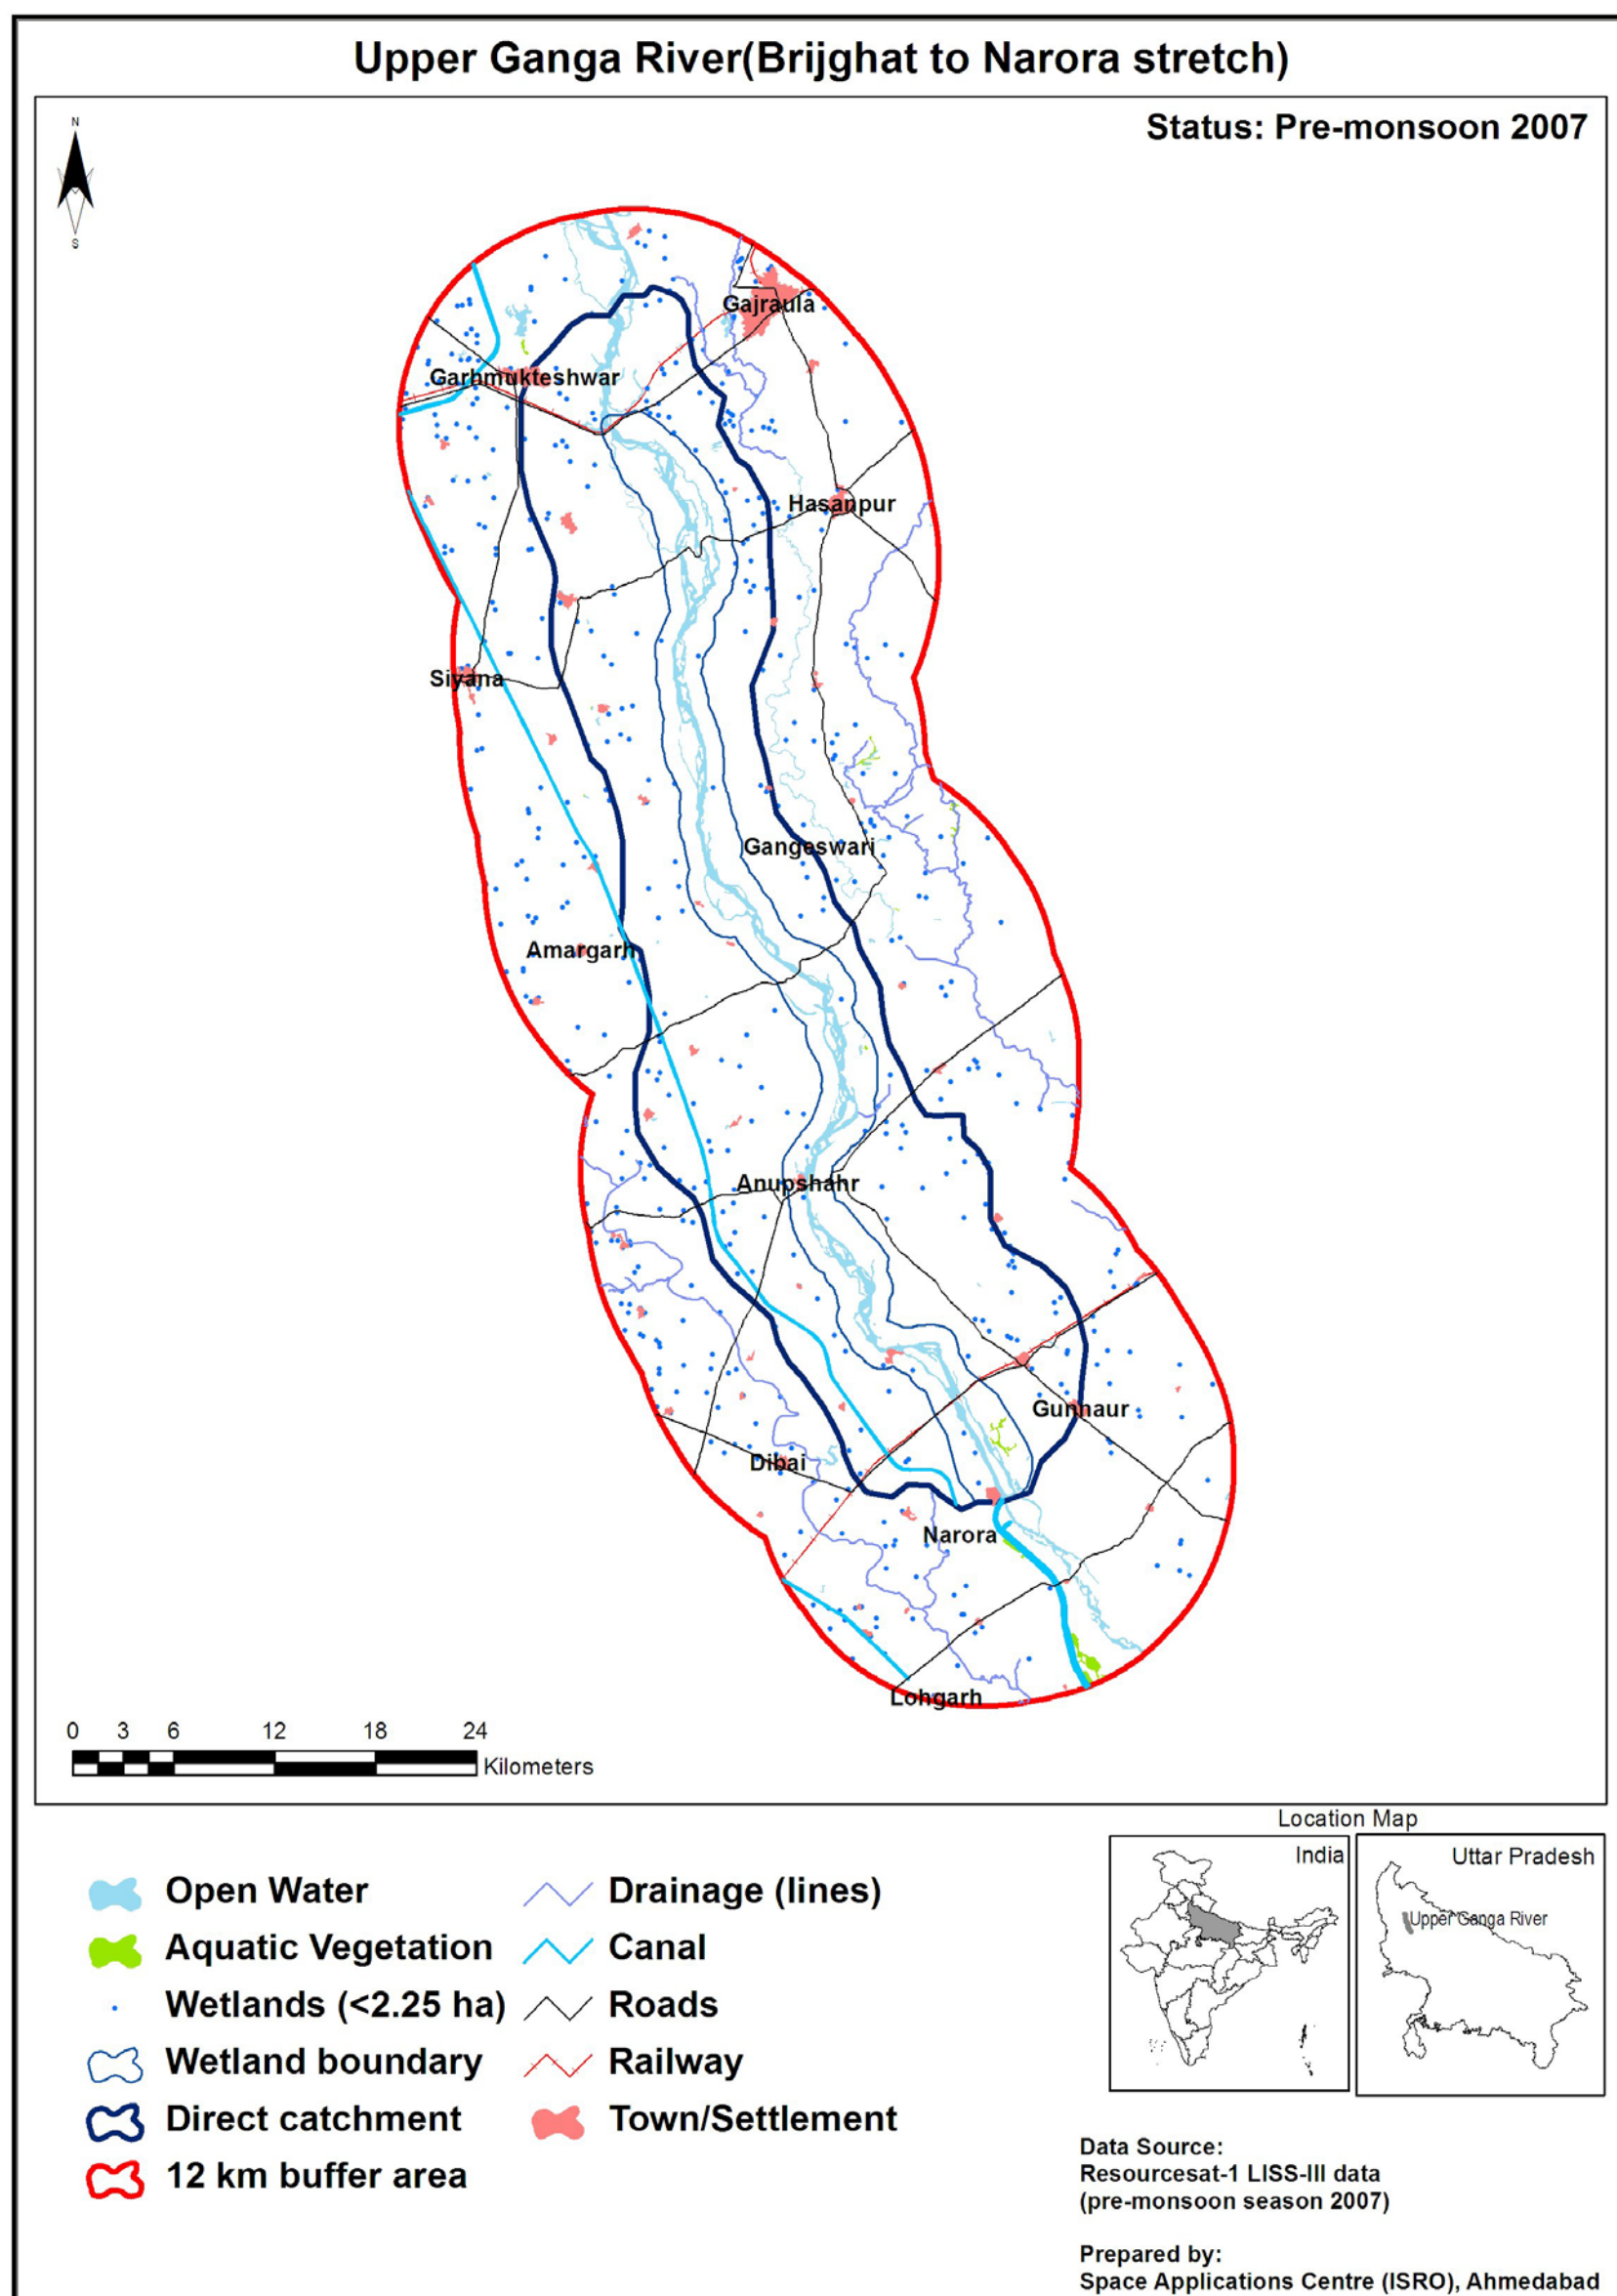 Upper Ganga River(Brijghat to Narora stretch)
Status: Pre-monsoon 2007
N
S
Gajraula
Garhmukteshwar
Hasanpur
Siyana
Gangeswari
Amargarh
Anupshahr
Gunnaur
Dibai
Narora
Lohgarh
0 3 6 12 18 24
Kilometers
Location Map
India
Uttar Pradesh
Upper Ganga River
Open Water
Aquatic Vegetation
Wetlands (<2.25 ha)
Wetland boundary
Direct catchment
12 km buffer area
Drainage (lines)
Canal
Roads
Railway
Town/Settlement
Data Source:
Resourcesat-1 LISS-III data
(pre-monsoon season 2007)
Prepared by:
Space Applications Centre (ISRO), Ahmedabad